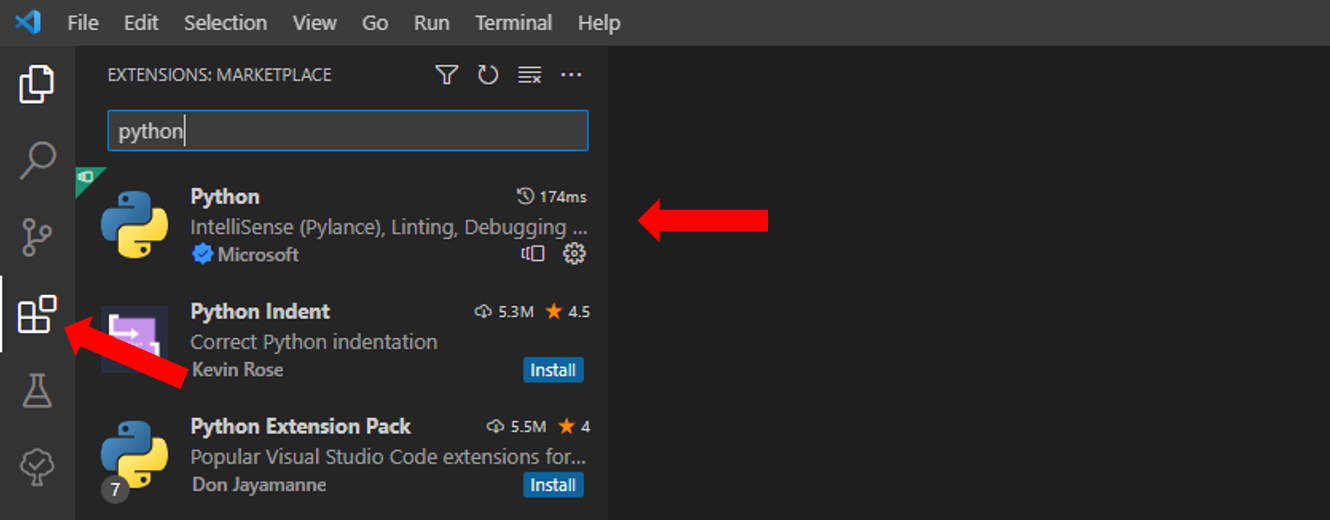 File Edit Selection View Go Run Terminal Help
EXTENSIONS: MARKETPLACE
python
Python 174ms
IntelliSense (Pylance), Linting, Debugging ...
Microsoft
Python Indent 5.3M 4.5
Correct Python indentation
Kevin Rose Install
Python Extension Pack 5.5M 4
Popular Visual Studio Code extensions for...
7 Don Jayamanne Install